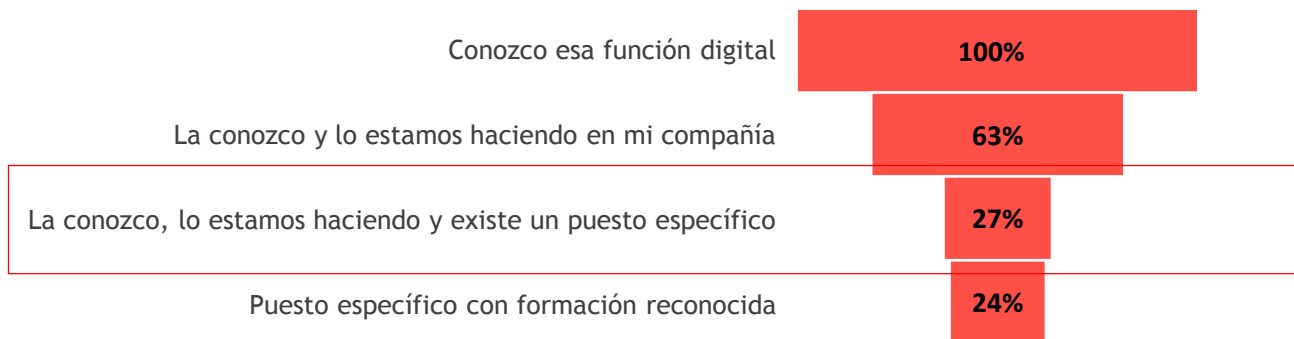 Conozco esa función digital 100%
La conozco y lo estamos haciendo en mi compañía 63%
La conozco, lo estamos haciendo y existe un puesto específico 27%
Puesto específico con formación reconocida 24%